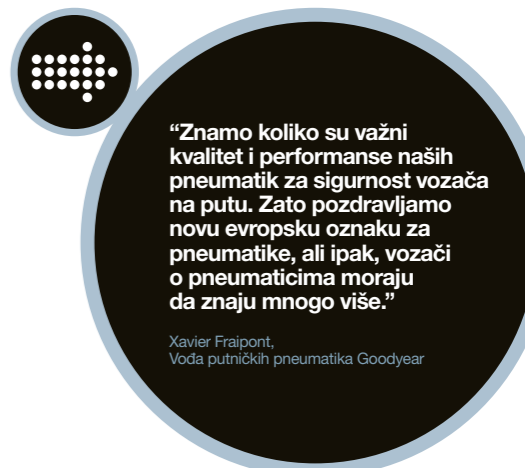 “Znamo koliko su važni
kvalitet i performanse naših
pneumatik za sigurnost vozača
na putu. Zato pozdravljamo
novu evropsku oznaku za
pneumatike, ali ipak, vozači
o pneumaticima moraju
da znaju mnogo više.”
Xavier Fraipont,
Vođa putničkih pneumatika Goodyear